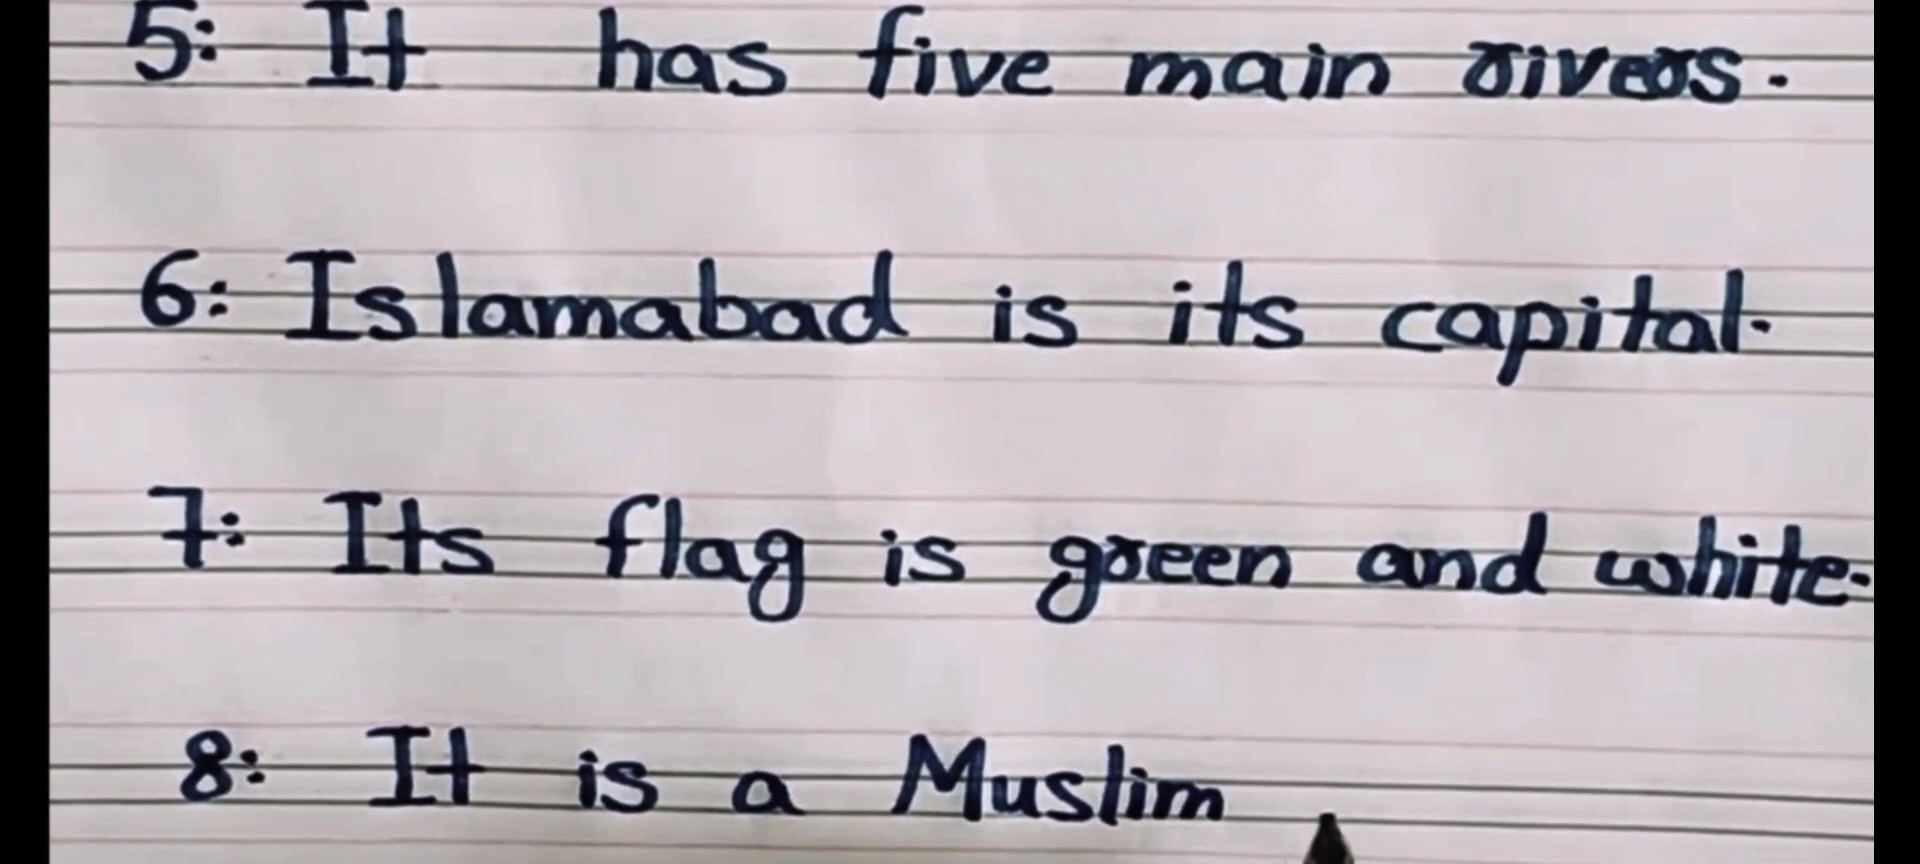 5: It has five main rivers.
6: Islamabad is its capital.
7: Its flag is green and white.
8: It is a Muslim